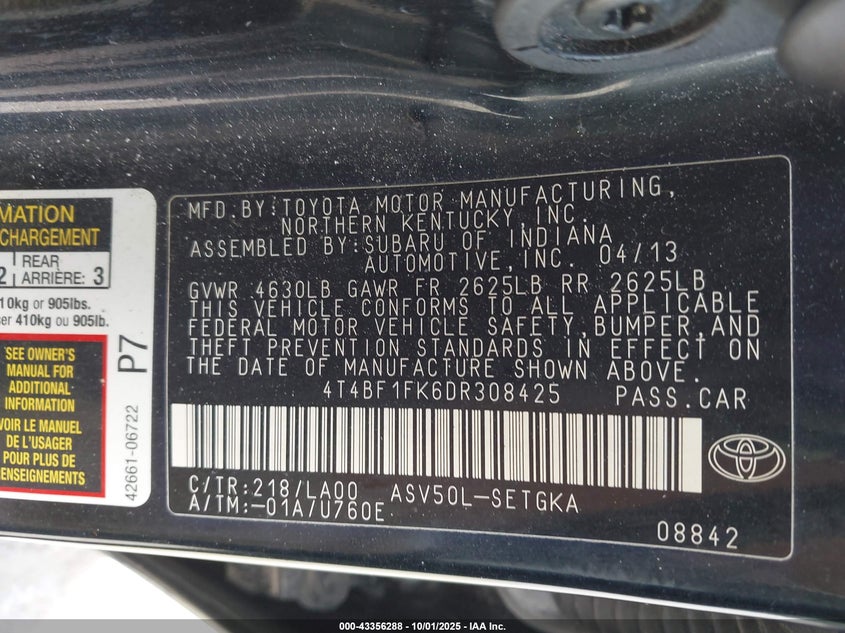 MATION
CHARGEMENT
2 REAR ARRIÈRE: 3
10kg or 905lbs.
ser 410kg ou 905lb.
SEE OWNER'S
MANUAL FOR
ADDITIONAL
INFORMATION
VOIR LE MANUEL
DE L'USAGER
POUR PLUS DE
RENSEIGNEMENTS
P7
42661-06722
MFD.BY:TOYOTA MOTOR MANUFACTURING,
NORTHERN KENTUCKY, INC.
ASSEMBLED BY:SUBARU OF INDIANA
AUTOMOTIVE,INC. 04/13
GVWR 4630LB GAWR FR 2625LB RR 2625LB
THIS VEHICLE CONFORMS TO ALL APPLICABLE
FEDERAL MOTOR VEHICLE SAFETY,BUMPER,AND
THEFT PREVENTION STANDARDS IN EFFECT ON
THE DATE OF MANUFACTURE SHOWN ABOVE.
4T4BF1FK6DR308425 PASS.CAR
C/TR:218/LA00 ASV50L-SETGKA
A/TM:-01A/U760E
08842
000-43356288 - 10/01/2025 - IAA Inc.